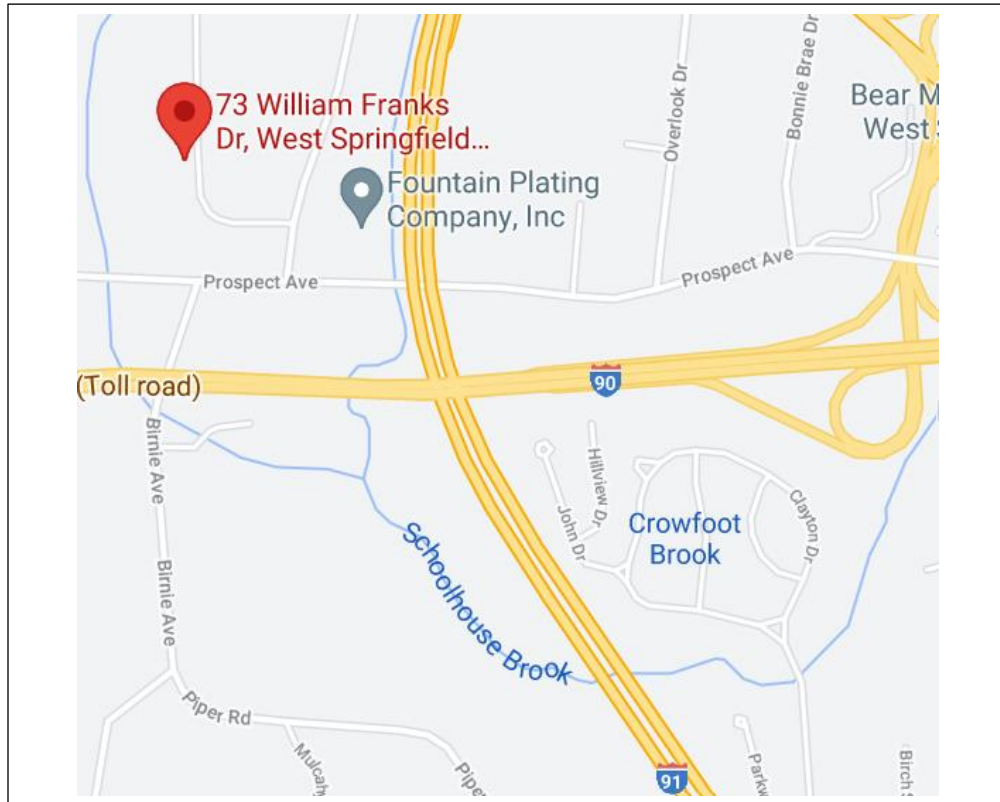 73 William Franks
Dr, West Springfield...
Overlook Dr
Bonnie Brae Dr
Bear M
West S
Fountain Plating
Company, Inc
Prospect Ave
Prospect Ave
(Toll road)
90
Birnie Ave
Hillview Dr
John Dr
Crowfoot
Brook
Clayton Dr
Schoolhouse Brook
Birnie Ave
Piper Rd
Mulcahy
Pipe
91
Parkw
Birch S